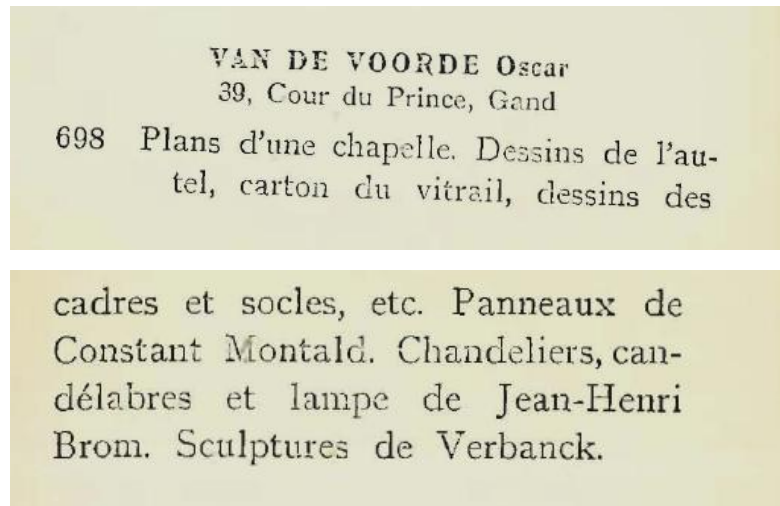 VAN DE VOORDE Oscar
39, Cour du Prince, Gand
698 Plans d'une chapelle. Dessins de l'au-
tel, carton du vitrail, dessins des
cadres et socles, etc. Panneaux de
Constant Montald. Chandeliers, can-
délabres et lampe de Jean-Henri
Brom. Sculptures de Verbanck.